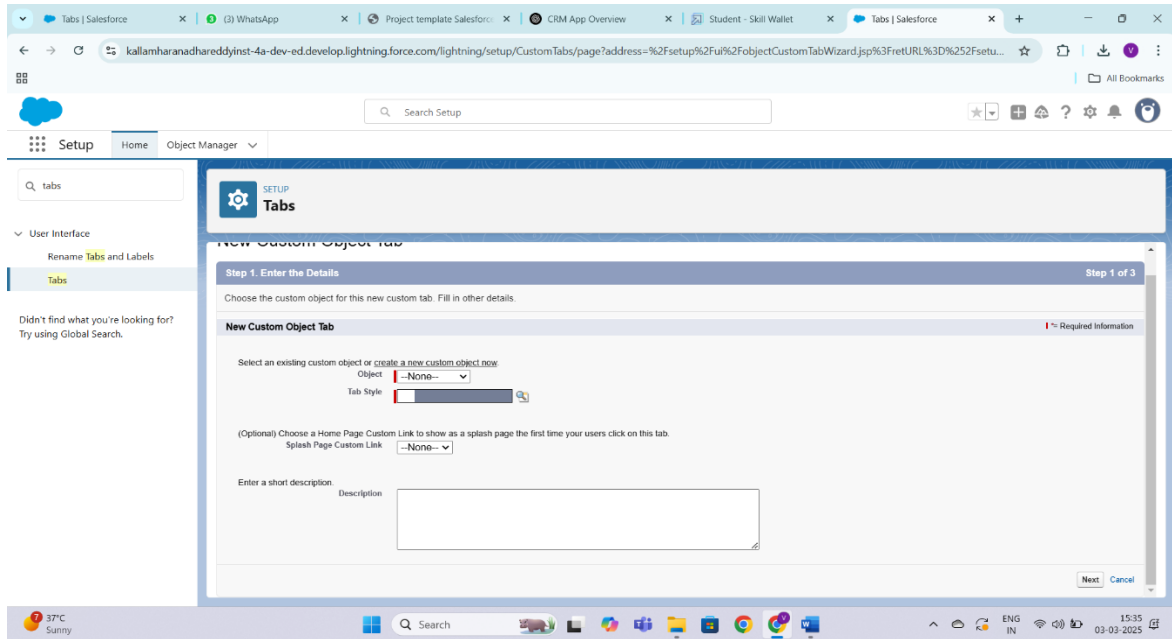 Tabs | Salesforce
(3) WhatsApp
Project template Salesforce
CRM App Overview
Student - Skill Wallet
Tabs | Salesforce
kallamharanadhareddyinst-4a-dev-ed.develop.lightning.force.com/lightning/setup/CustomTabs/page?address=%2Fsetup%2Fui%2FobjectCustomTabWizard.jsp%3FretURL%3D%252Fsetu...
V
All Bookmarks
Search Setup
Setup
Home
Object Manager
tabs
User Interface
Rename Tabs and Labels
Tabs
Didn't find what you're looking for?
Try using Global Search.
SETUP
Tabs
New Custom Object Tab
Step 1. Enter the Details
Step 1 of 3
Choose the custom object for this new custom tab. Fill in other details.
New Custom Object Tab
= Required Information
Select an existing custom object or create a new custom object now.
Object
--None--
Tab Style
(Optional) Choose a Home Page Custom Link to show as a splash page the first time your users click on this tab.
Splash Page Custom Link
--None--
Enter a short description.
Description
Next
Cancel
7
37°C
Sunny
Search
ENG
IN
15:35
03-03-2025